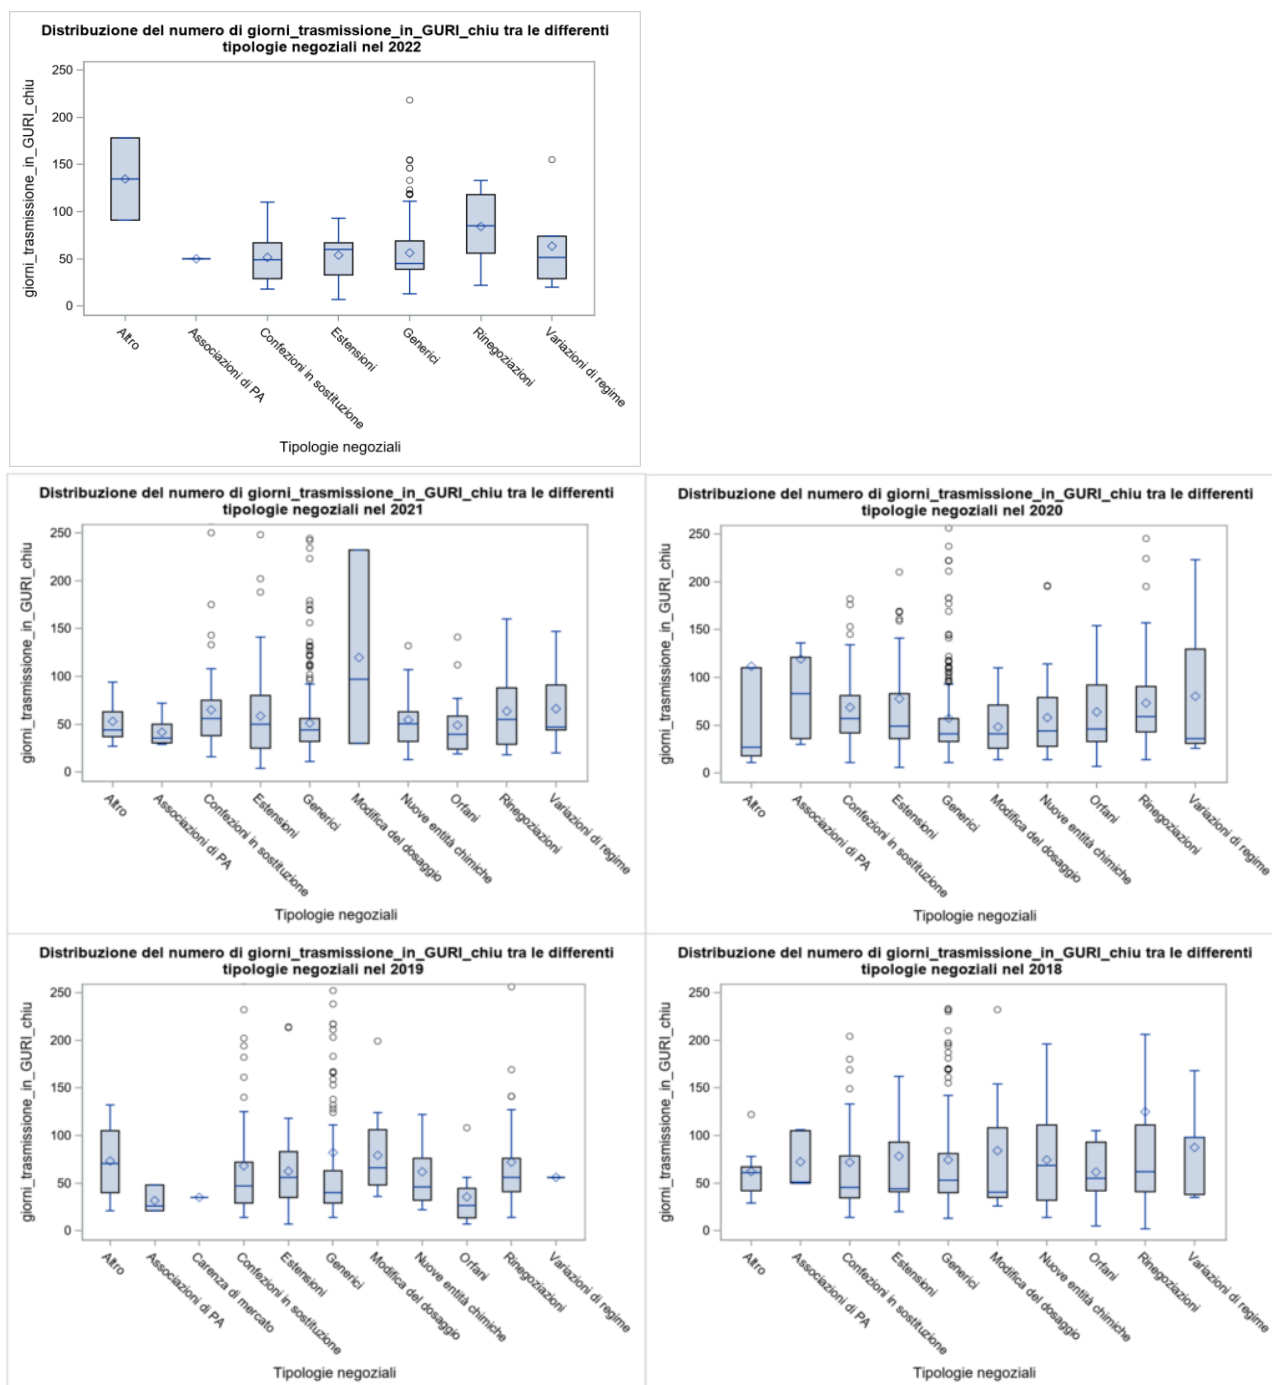 Distribuzione del numero di giorni_trasmissione_in_GURI_chiu tra le differenti
tipologie negoziali nel 2022
giorni_trasmissione_in_GURI_chiu
250
200
150
100
50
0
Altro
Associazioni di PA
Confezioni in sostituzione
Estensioni
Generici
Rinegoziazioni
Variazioni di regime
Tipologie negoziali
Distribuzione del numero di giorni_trasmissione_in_GURI_chiu tra le differenti
tipologie negoziali nel 2021
giorni_trasmissione_in_GURI_chiu
250
200
150
100
50
0
Altro
Associazioni di PA
Confezioni in sostituzione
Estensioni
Generici
Modifica del dosaggio
Nuove entità chimiche
Orfani
Rinegoziazioni
Variazioni di regime
Tipologie negoziali
Distribuzione del numero di giorni_trasmissione_in_GURI_chiu tra le differenti
tipologie negoziali nel 2020
giorni_trasmissione_in_GURI_chiu
250
200
150
100
50
0
Altro
Associazioni di PA
Confezioni in sostituzione
Estensioni
Generici
Modifica del dosaggio
Nuove entità chimiche
Orfani
Rinegoziazioni
Variazioni di regime
Tipologie negoziali
Distribuzione del numero di giorni_trasmissione_in_GURI_chiu tra le differenti
tipologie negoziali nel 2019
giorni_trasmissione_in_GURI_chiu
250
200
150
100
50
0
Altro
Associazioni di PA
Carenza di mercato
Confezioni in sostituzione
Estensioni
Generici
Modifica del dosaggio
Nuove entità chimiche
Orfani
Rinegoziazioni
Variazioni di regime
Tipologie negoziali
Distribuzione del numero di giorni_trasmissione_in_GURI_chiu tra le differenti
tipologie negoziali nel 2018
giorni_trasmissione_in_GURI_chiu
250
200
150
100
50
0
Altro
Associazioni di PA
Confezioni in sostituzione
Estensioni
Generici
Modifica del dosaggio
Nuove entità chimiche
Orfani
Rinegoziazioni
Variazioni di regime
Tipologie negoziali